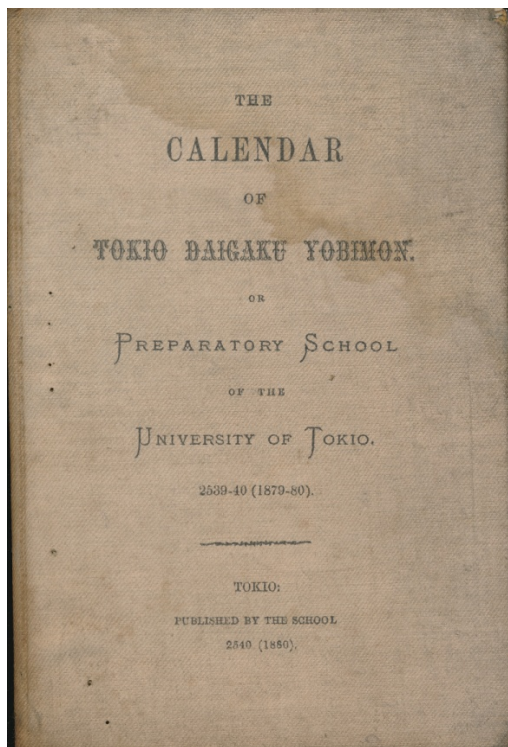 THE
CALENDAR
OF
TOKIO DAIGAKU YOBIMON.
OR
PREPARATORY SCHOOL
OF THE
UNIVERSITY OF TOKIO.
2539-40 (1879-80).
TOKIO:
PUBLISHED BY THE SCHOOL
2540 (1880).